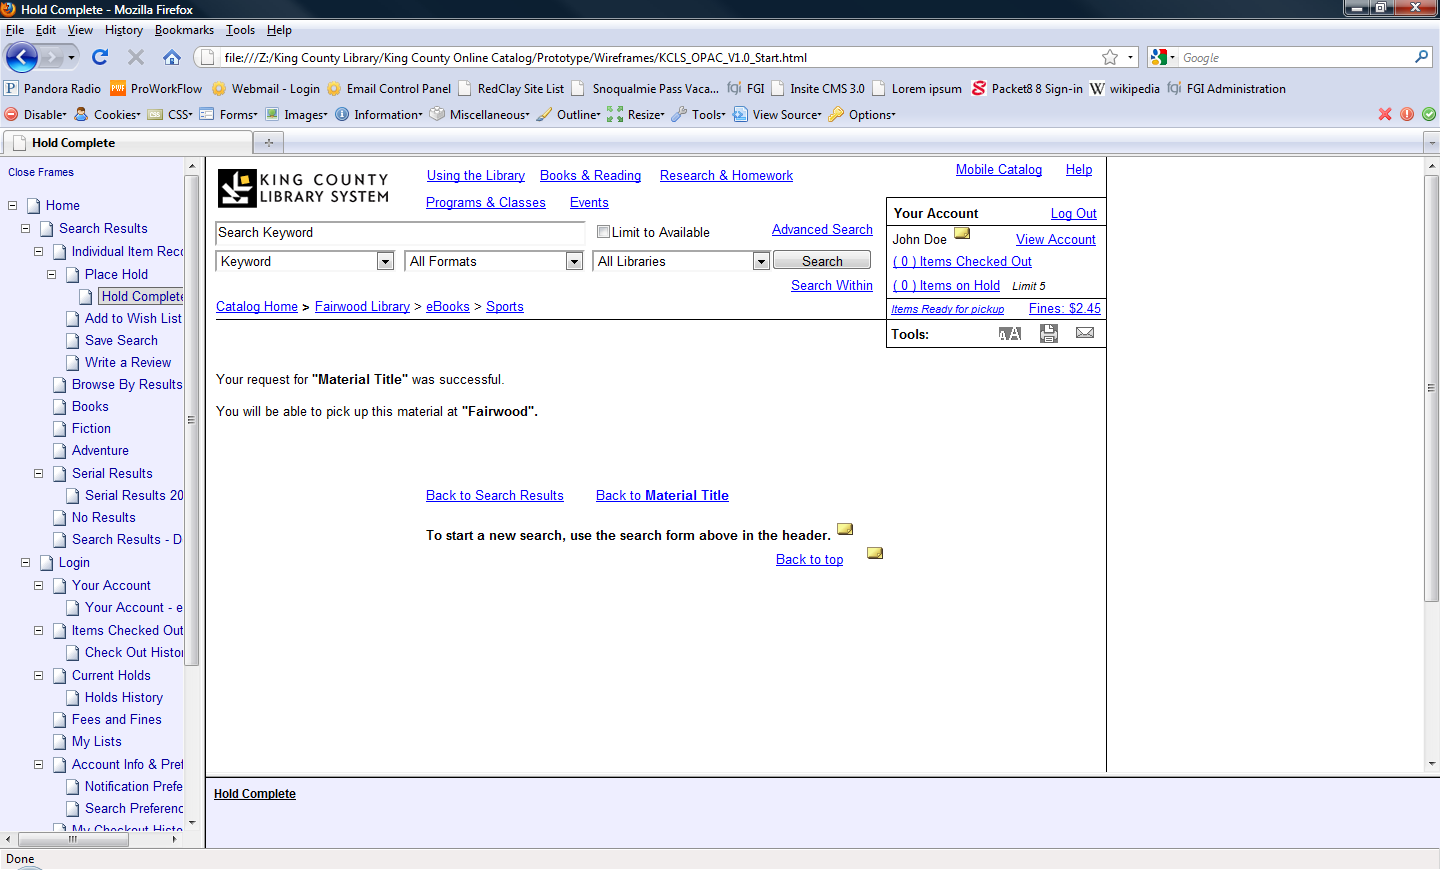 Hold Complete - Mozilla Firefox
File Edit View History Bookmarks Tools Help
file:///Z:/King County Library/King County Online Catalog/Prototype/Wireframes/KCLS_OPAC_V1.0_Start.html
Google
Pandora Radio ProWorkFlow Webmail - Login Email Control Panel RedClay Site List Snoqualmie Pass Vaca... FGI Insite CMS 3.0 Lorem ipsum Packet8 8 Sign-in wikipedia FGI Administration
Disable Cookies CSS Forms Images Information Miscellaneous Outline Resize Tools View Source Options
Hold Complete
Close Frames
Home
Search Results
Individual Item Reco
Place Hold
Hold Complete
Add to Wish List
Save Search
Write a Review
Browse By Results
Books
Fiction
Adventure
Serial Results
Serial Results 20
No Results
Search Results - D
Login
Your Account
Your Account - e
Items Checked Out
Check Out Histor
Current Holds
Holds History
Fees and Fines
My Lists
Account Info & Pref
Notification Prefe
Search Preferenc
My Checkout Histo
KING COUNTY
LIBRARY SYSTEM
Using the Library Books & Reading Research & Homework
Programs & Classes Events
Mobile Catalog Help
Search Keyword
Limit to Available
Advanced Search
Keyword All Formats All Libraries Search
Search Within
Your Account Log Out
John Doe View Account
( 0 ) Items Checked Out
( 0 ) Items on Hold Limit 5
Items Ready for pickup Fines: $2.45
Tools: AA
Catalog Home > Fairwood Library > eBooks > Sports
Your request for "Material Title" was successful.
You will be able to pick up this material at "Fairwood".
Back to Search Results Back to Material Title
To start a new search, use the search form above in the header.
Back to top
Hold Complete
Done